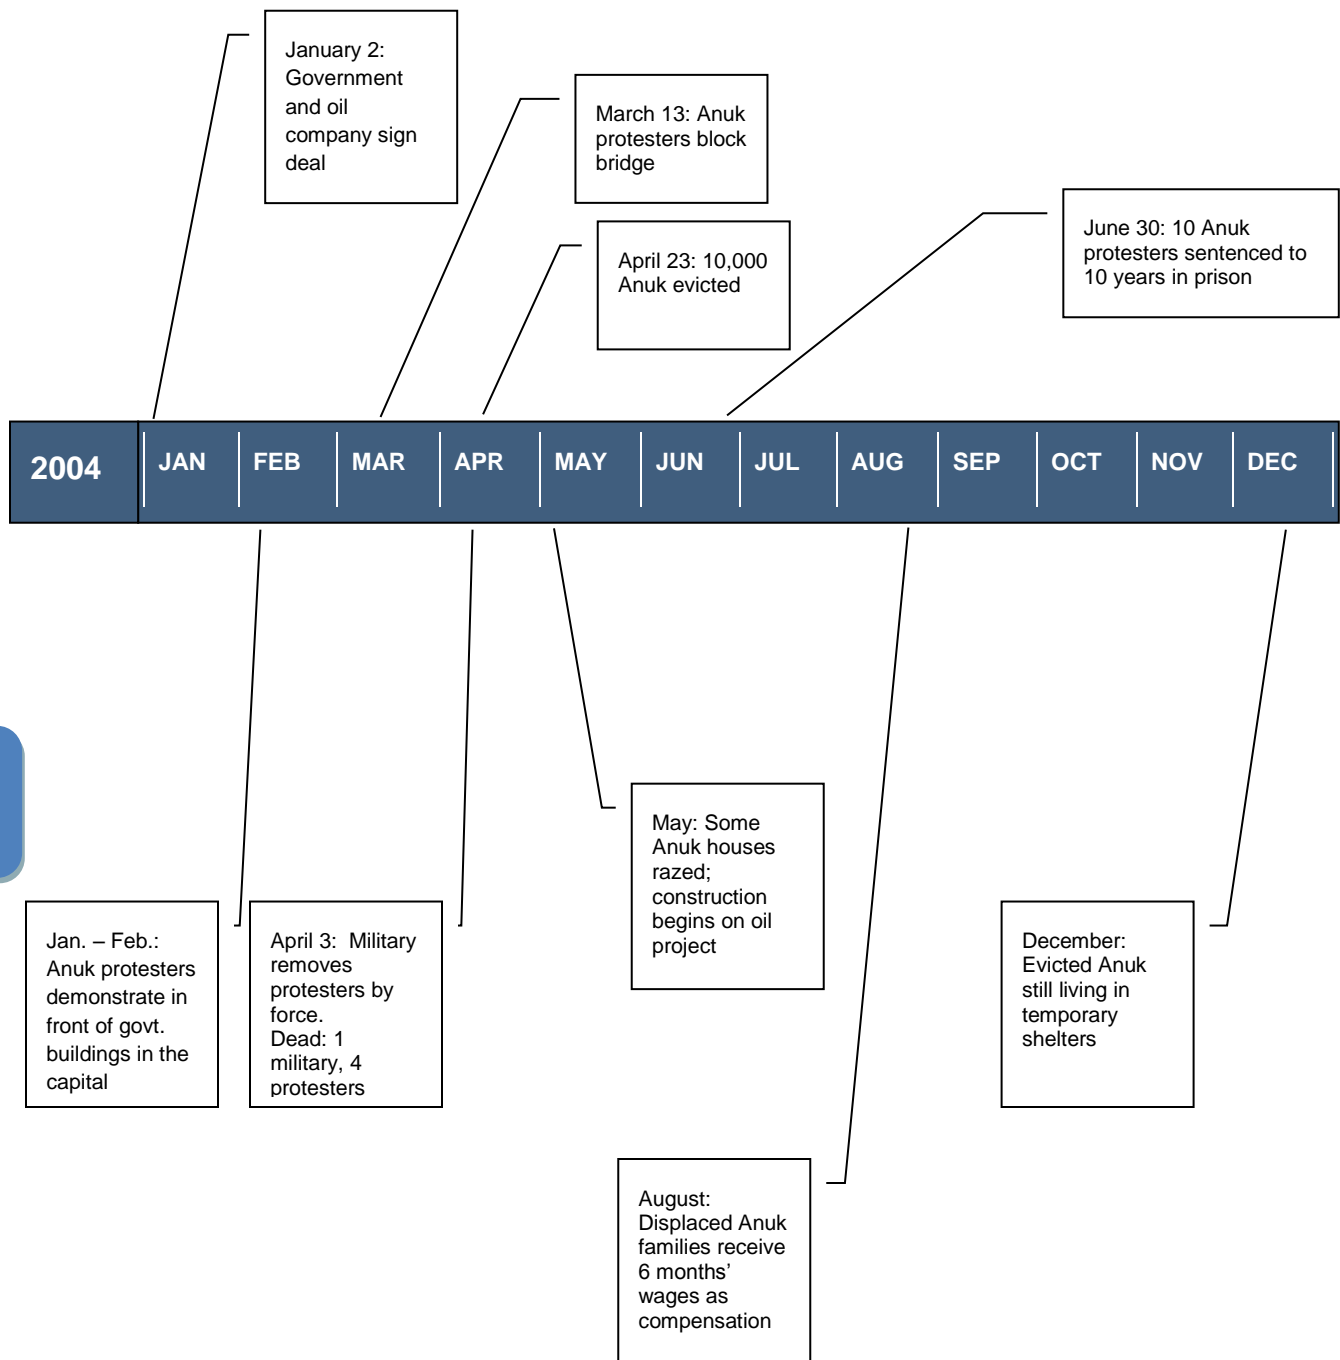 January 2:
Government
and oil
company sign
deal
March 13: Anuk
protesters block
bridge
April 23: 10,000
Anuk evicted
June 30: 10 Anuk
protesters sentenced to
10 years in prison
2004
JAN
FEB
MAR
APR
MAY
JUN
JUL
AUG
SEP
OCT
NOV
DEC
Jan. – Feb.:
Anuk protesters
demonstrate in
front of govt.
buildings in the
capital
April 3:  Military
removes
protesters by
force.
Dead: 1
military, 4
protesters
May: Some
Anuk houses
razed;
construction
begins on oil
project
August:
Displaced Anuk
families receive
6 months’
wages as
compensation
December:
Evicted Anuk
still living in
temporary
shelters